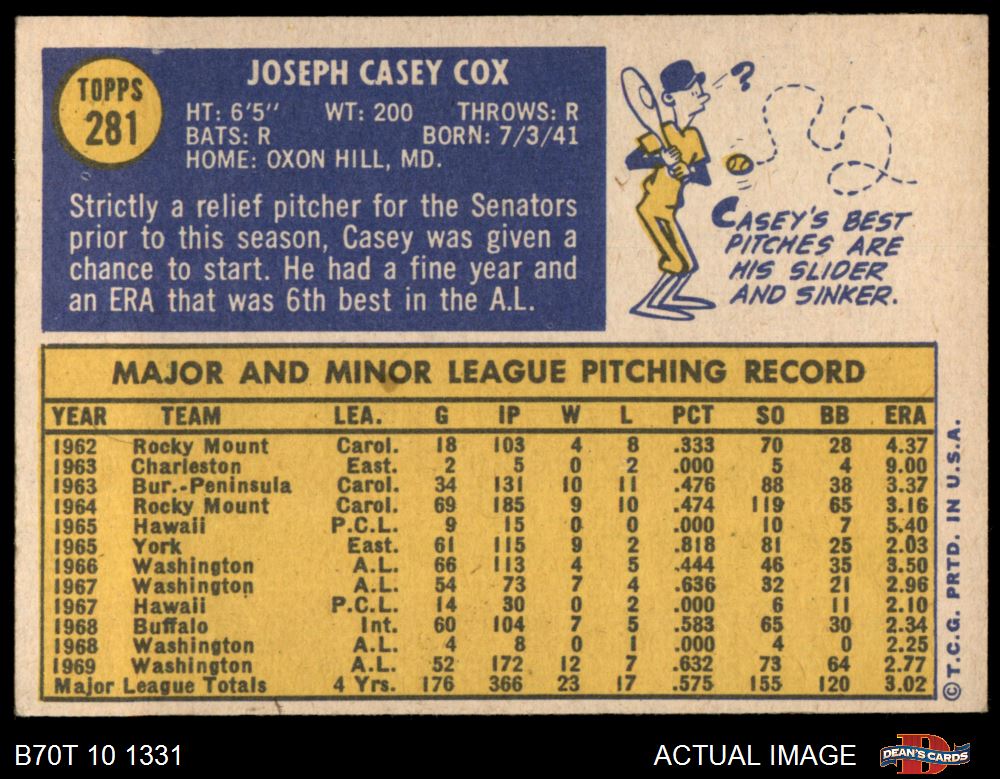 TOPPS
281
JOSEPH CASEY COX
HT: 6'5" WT: 200 THROWS: R
BATS: R BORN: 7/3/41
HOME: OXON HILL, MD.
Strictly a relief pitcher for the Senators
prior to this season, Casey was given a
chance to start. He had a fine year and
an ERA that was 6th best in the A.L.
?
CASEY'S BEST
PITCHES ARE
HIS SLIDER
AND SINKER.
MAJOR AND MINOR LEAGUE PITCHING RECORD
YEAR TEAM LEA. G IP W L PCT SO BB ERA
1962 Rocky Mount Carol. 18 103 4 8 .333 70 28 4.37
1963 Charleston East. 2 5 0 2 .000 5 4 9.00
1963 Bur.-Peninsula Carol. 34 131 10 11 .476 88 38 3.37
1964 Rocky Mount Carol. 69 185 9 10 .474 119 65 3.16
1965 Hawaii P.C.L. 9 15 0 0 .000 10 7 5.40
1965 York East. 61 115 9 2 .818 81 25 2.03
1966 Washington A.L. 66 113 4 5 .444 46 35 3.50
1967 Washington A.L. 54 73 7 4 .636 32 21 2.96
1967 Hawaii P.C.L. 14 30 0 2 .000 6 11 2.10
1968 Buffalo Int. 60 104 7 5 .583 65 30 2.34
1968 Washington A.L. 4 8 0 1 .000 4 0 2.25
1969 Washington A.L. 52 172 12 7 .632 73 64 2.77
Major League Totals 4 Yrs. 176 366 23 17 .575 155 120 3.02
© T.C.G. PRTD. IN U.S.A.
B70T 10 1331 ACTUAL IMAGE
DEAN'S CARDS